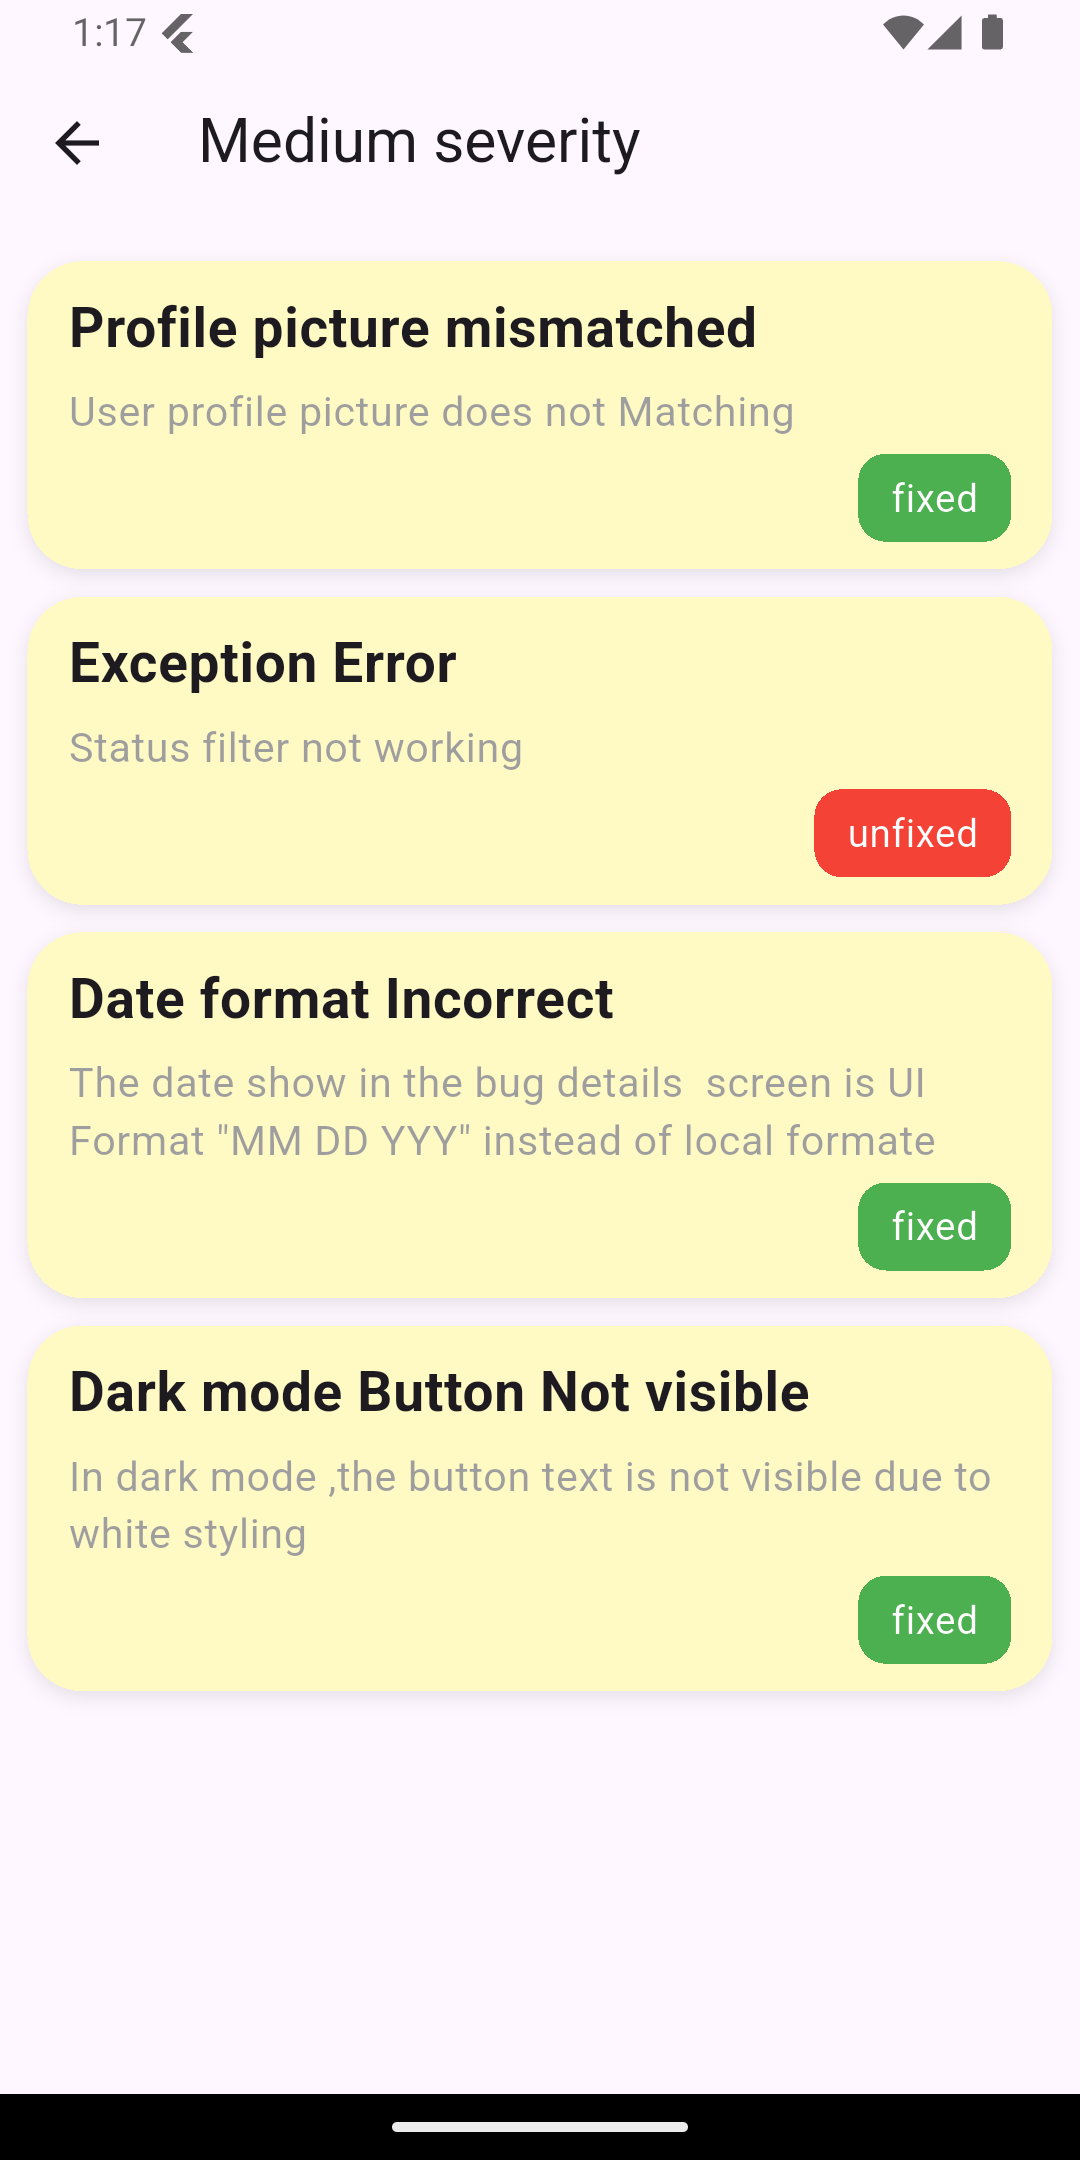 1:17
Medium severity
Profile picture mismatched
User profile picture does not Matching
fixed
Exception Error
Status filter not working
unfixed
Date format Incorrect
The date show in the bug details  screen is UI
Format "MM DD YYY" instead of local formate
fixed
Dark mode Button Not visible
In dark mode ,the button text is not visible due to
white styling
fixed